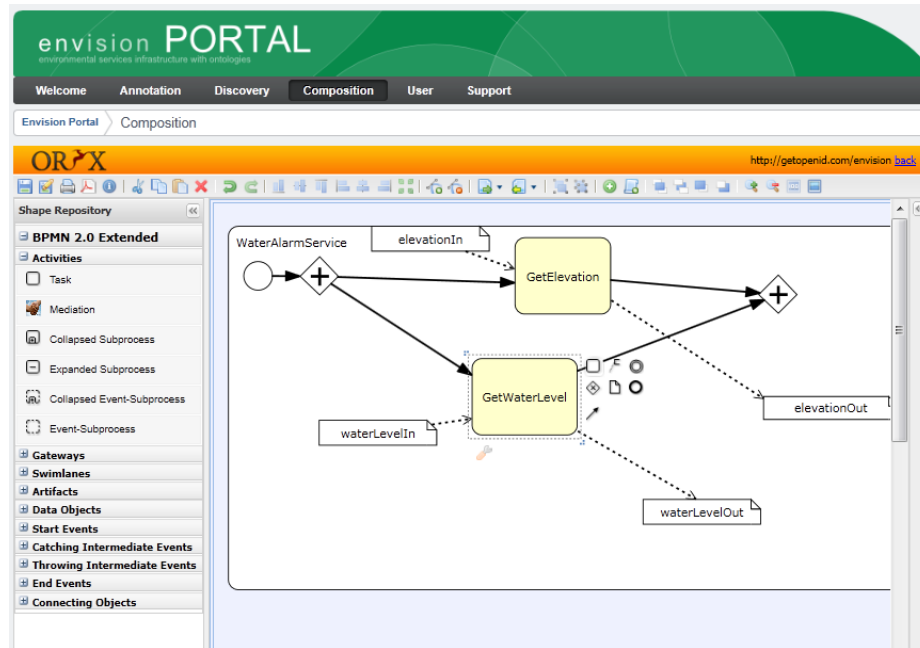 envision PORTAL
environmental services infrastructure with ontologies
Welcome Annotation Discovery Composition User Support
Envision Portal Composition
ORYX
http://getopenid.com/envision back
Shape Repository
BPMN 2.0 Extended
Activities
Task
Mediation
Collapsed Subprocess
Expanded Subprocess
Collapsed Event-Subprocess
Event-Subprocess
Gateways
Swimlanes
Artifacts
Data Objects
Start Events
Catching Intermediate Events
Throwing Intermediate Events
End Events
Connecting Objects
WaterAlarmService
elevationIn
GetElevation
GetWaterLevel
elevationOut
waterLevelIn
waterLevelOut